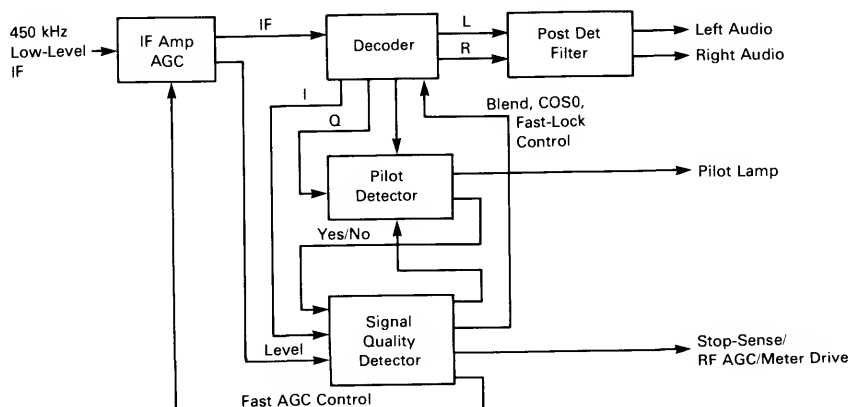 450 kHz
Low-Level
IF
IF Amp
AGC
IF
Decoder
L
R
Post Det
Filter
Left Audio
Right Audio
I
Q
Blend, COS0,
Fast-Lock
Control
Pilot
Detector
Pilot Lamp
Yes/No
Signal
Quality
Detector
Level
Stop-Sense/
RF AGC/Meter Drive
Fast AGC Control